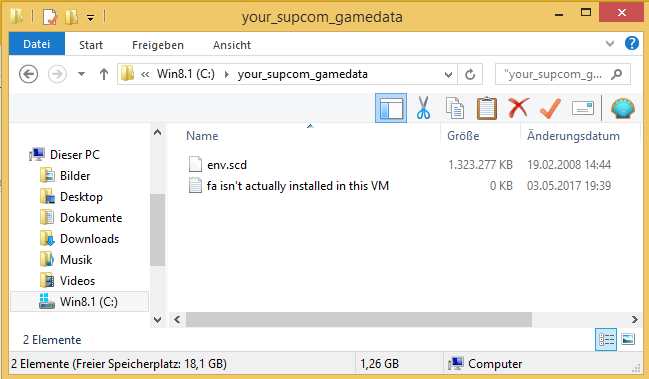 your_supcom_gamedata
Datei Start Freigeben Ansicht
« Win8.1 (C:) your_supcom_gamedata "your_supcom_g...
Name Größe Änderungsdatum
Dieser PC
Bilder
Desktop
Dokumente
Downloads
Musik
Videos
Win8.1 (C:)
env.scd 1.323.277 KB 19.02.2008 14:44
fa isn't actually installed in this VM 0 KB 03.05.2017 19:39
2 Elemente
2 Elemente (Freier Speicherplatz: 18,1 GB) 1,26 GB Computer